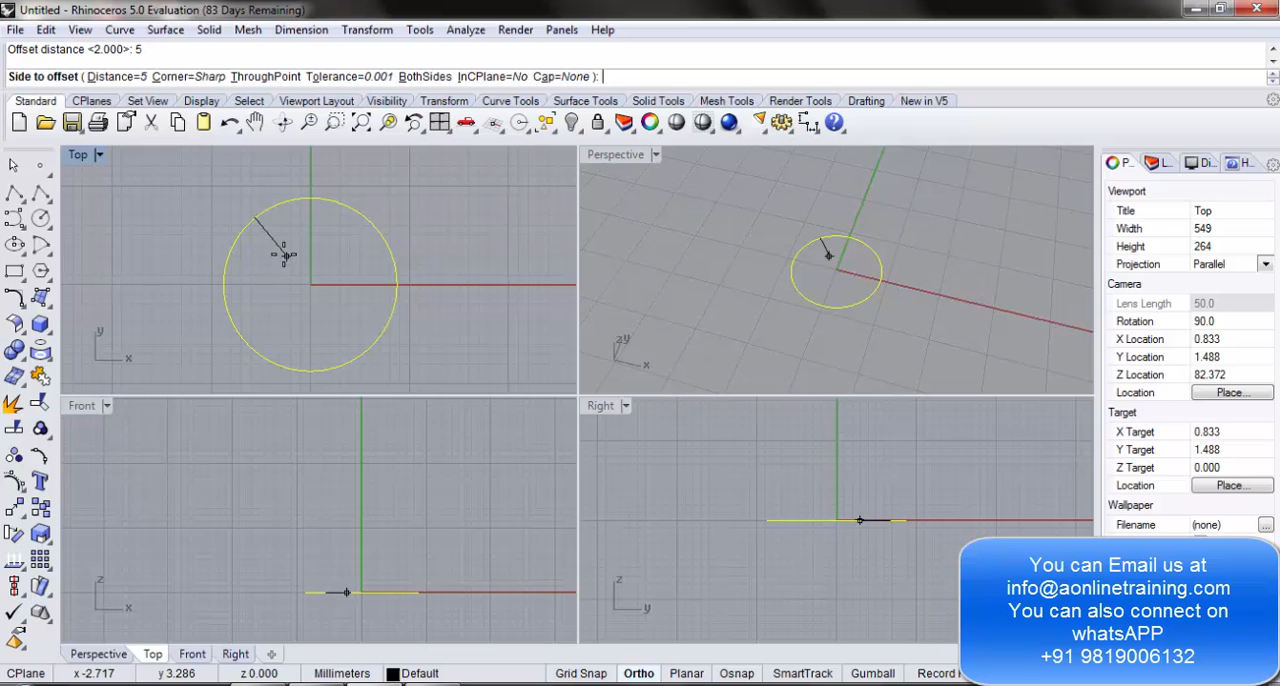 Untitled - Rhinoceros 5.0 Evaluation (83 Days Remaining)
File Edit View Curve Surface Solid Mesh Dimension Transform Tools Analyze Render Panels Help
Offset distance <2.000>: 5
Side to offset ( Distance=5 Corner=Sharp ThroughPoint Tolerance=0.001 BothSides InCPlane=No Cap=None ):
Standard CPlanes Set View Display Select Viewport Layout Visibility Transform Curve Tools Surface Tools Solid Tools Mesh Tools Render Tools Drafting New in V5
Top
Perspective
P... L... Di... H...
Viewport
Title Top
Width 549
Height 264
Projection Parallel
Camera
Lens Length 50.0
Rotation 90.0
X Location 0.833
Y Location 1.488
Z Location 82.372
Location Place...
Target
X Target 0.833
Y Target 1.488
Z Target 0.000
Location Place...
Wallpaper
Filename (none) ...
y
x
z y
x
Front
Right
z
x
z
y
You can Email us at
info@aonlinetraining.com
You can also connect on
whatsAPP
+91 9819006132
Perspective Top Front Right
CPlane x -2.717 y 3.286 z 0.000 Millimeters Default Grid Snap Ortho Planar Osnap SmartTrack Gumball Record H